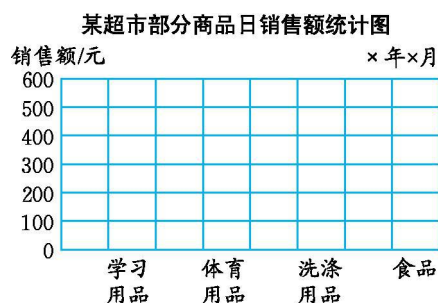 某超市部分商品日销售额统计图
销售额/元
×年×月
600
500
400
300
200
100
0
学习用品
体育用品
洗涤用品
食品